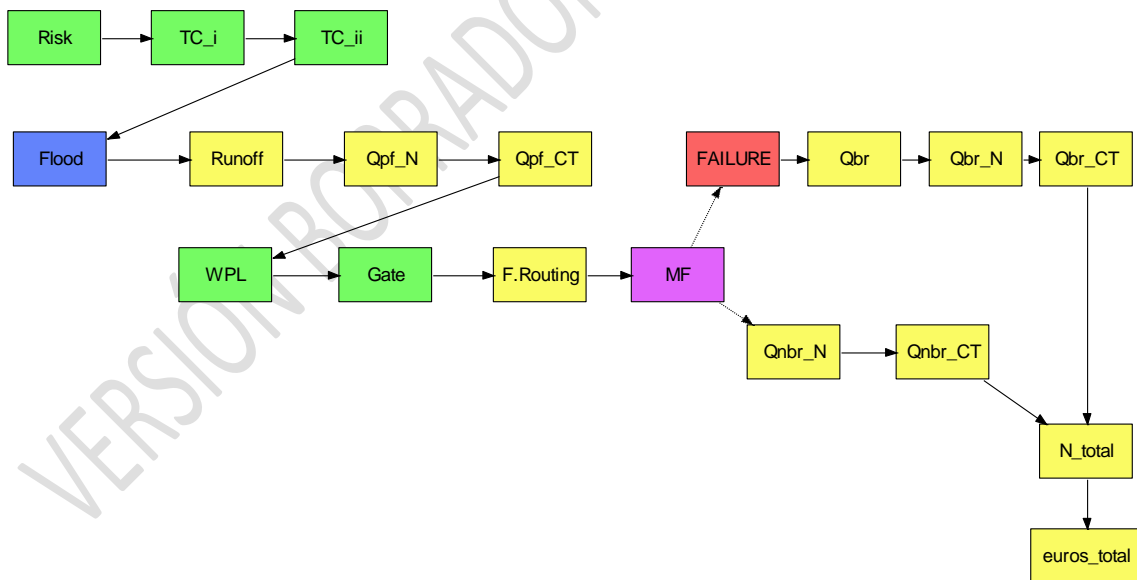 Risk
TC_i
TC_ii
Flood
Runoff
Qpf_N
Qpf_CT
FAILURE
Qbr
Qbr_N
Qbr_CT
WPL
Gate
F.Routing
MF
Qnbr_N
Qnbr_CT
N_total
euros_total
VERSIÓN BORRADOR